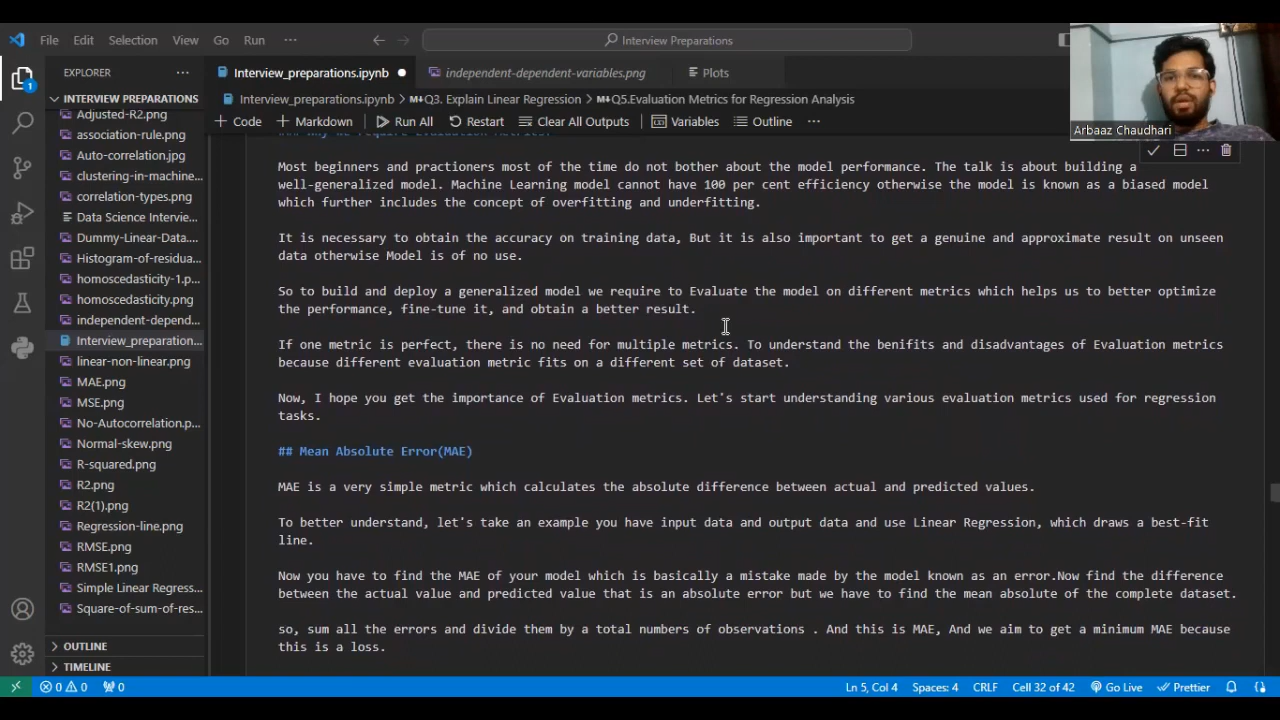 File Edit Selection View Go Run ··· Interview Preparations
EXPLORER ···
Interview_preparations.ipynb ● independent-dependent-variables.png Plots
INTERVIEW PREPARATIONS
Interview_preparations.ipynb > M↓Q3. Explain Linear Regression > M↓Q5.Evaluation Metrics for Regression Analysis
+ Code + Markdown Run All Restart Clear All Outputs Variables Outline ···
Arbaaz Chaudhari
Adjusted-R2.png
association-rule.png
Auto-correlation.jpg
clustering-in-machine...
correlation-types.png
Data Science Intervie...
Dummy-Linear-Data....
Histogram-of-residua...
homoscedasticity-1.p...
homoscedasticity.png
independent-depend...
Interview_preparation...
linear-non-linear.png
MAE.png
MSE.png
No-Autocorrelation.p...
Normal-skew.png
R-squared.png
R2.png
R2(1).png
Regression-line.png
RMSE.png
RMSE1.png
Simple Linear Regress...
Square-of-sum-of-res...
OUTLINE
TIMELINE
Most beginners and practioners most of the time do not bother about the model performance. The talk is about building a
well-generalized model. Machine Learning model cannot have 100 per cent efficiency otherwise the model is known as a biased model
which further includes the concept of overfitting and underfitting.
It is necessary to obtain the accuracy on training data, But it is also important to get a genuine and approximate result on unseen
data otherwise Model is of no use.
So to build and deploy a generalized model we require to Evaluate the model on different metrics which helps us to better optimize
the performance, fine-tune it, and obtain a better result.
If one metric is perfect, there is no need for multiple metrics. To understand the benifits and disadvantages of Evaluation metrics
because different evaluation metric fits on a different set of dataset.
Now, I hope you get the importance of Evaluation metrics. Let's start understanding various evaluation metrics used for regression
tasks.
## Mean Absolute Error(MAE)
MAE is a very simple metric which calculates the absolute difference between actual and predicted values.
To better understand, let's take an example you have input data and output data and use Linear Regression, which draws a best-fit
line.
Now you have to find the MAE of your model which is basically a mistake made by the model known as an error.Now find the difference
between the actual value and predicted value that is an absolute error but we have to find the mean absolute of the complete dataset.
so, sum all the errors and divide them by a total numbers of observations . And this is MAE, And we aim to get a minimum MAE because
this is a loss.
0 0 0 Ln 5, Col 4 Spaces: 4 CRLF Cell 32 of 42 Go Live Prettier